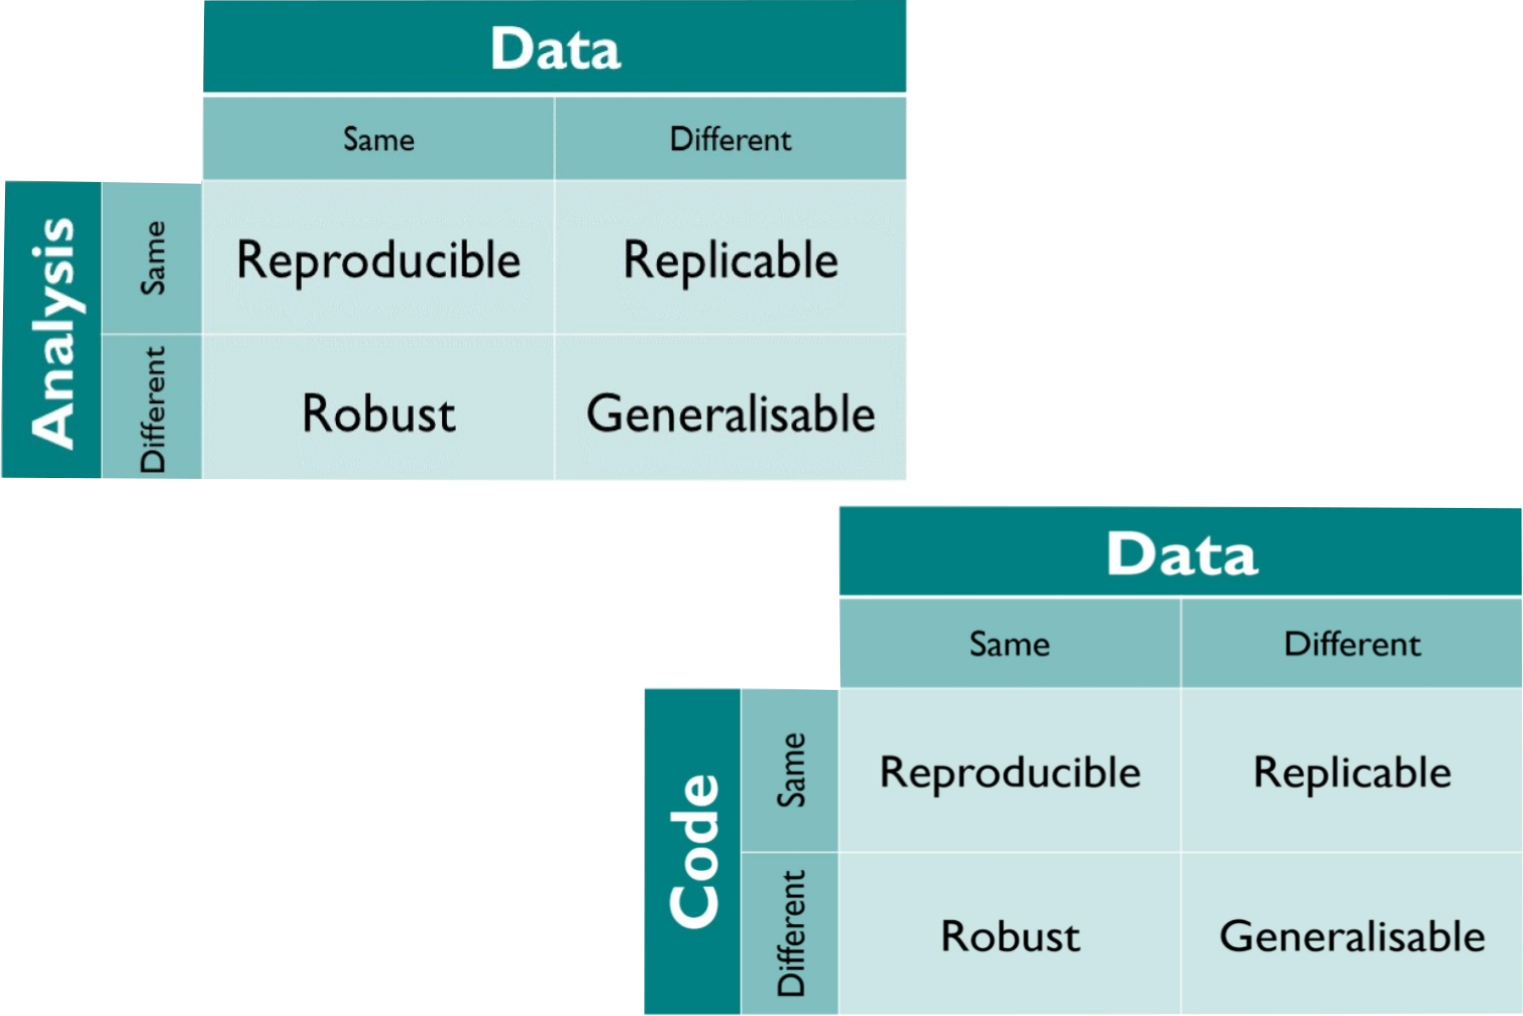 Data
Same Different
Analysis
Same
Reproducible Replicable
Different
Robust Generalisable
Data
Same Different
Code
Same
Reproducible Replicable
Different
Robust Generalisable